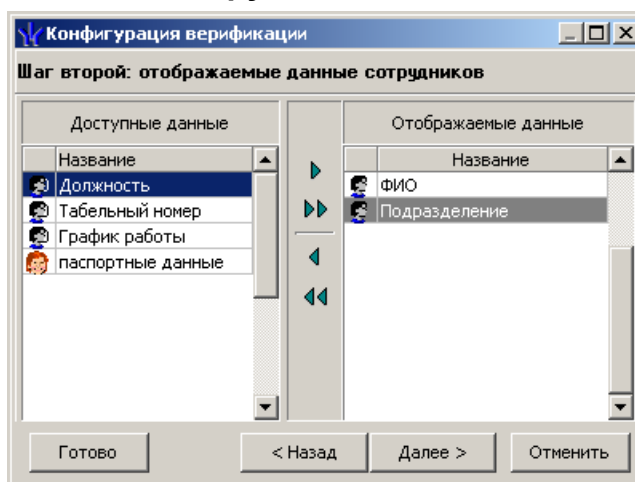 Конфигурация верификации
Шаг второй: отображаемые данные сотрудников
Доступные данные
Отображаемые данные
Название
Должность
Табельный номер
График работы
паспортные данные
Название
ФИО
Подразделение
Готово
< Назад
Далее >
Отменить